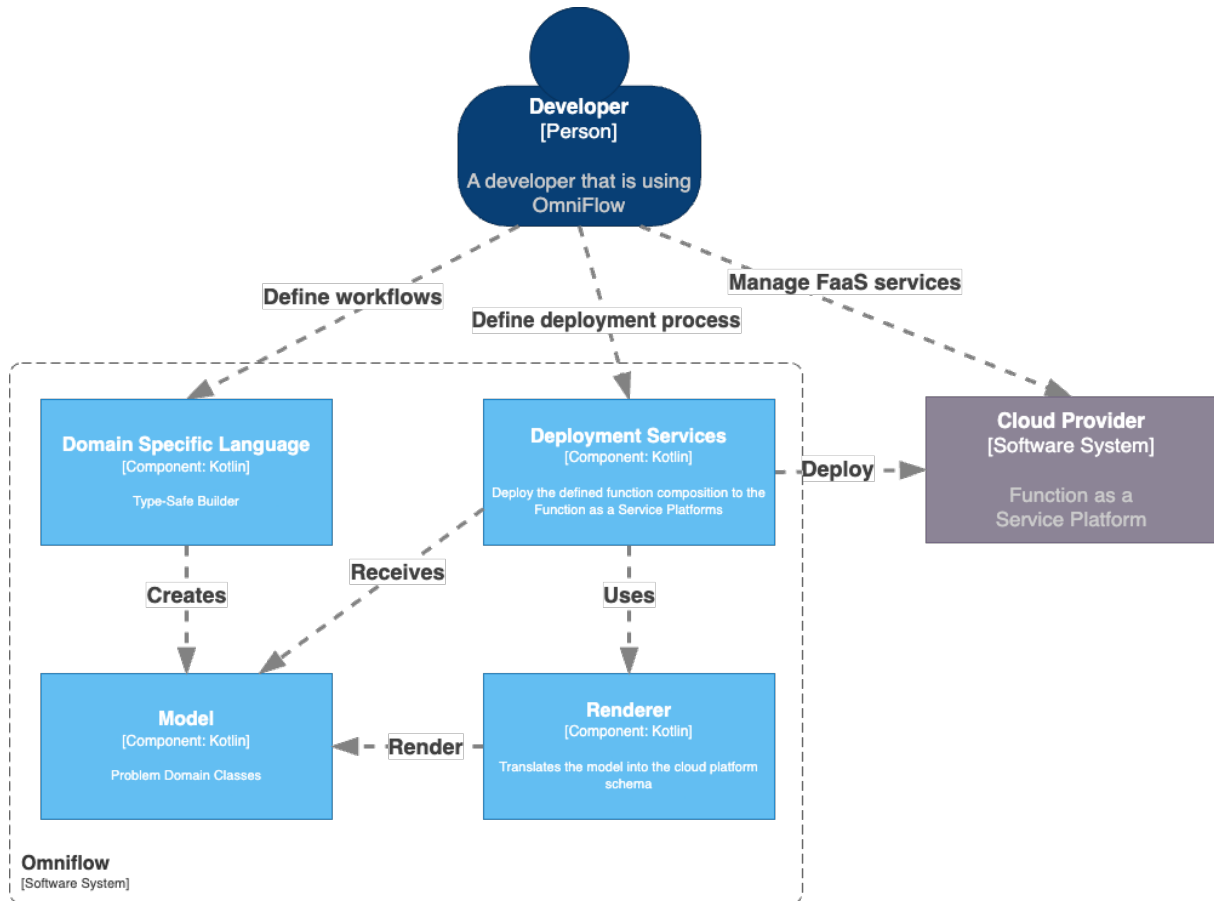 Developer
[Person]
A developer that is using
OmniFlow
Define workflows
Define deployment process
Manage FaaS services
Domain Specific Language
[Component: Kotlin]
Type-Safe Builder
Deployment Services
[Component: Kotlin]
Deploy the defined function composition to the
Function as a Service Platforms
Deploy
Cloud Provider
[Software System]
Function as a
Service Platform
Creates
Receives
Uses
Model
[Component: Kotlin]
Problem Domain Classes
Render
Renderer
[Component: Kotlin]
Translates the model into the cloud platform
schema
Omniflow
[Software System]